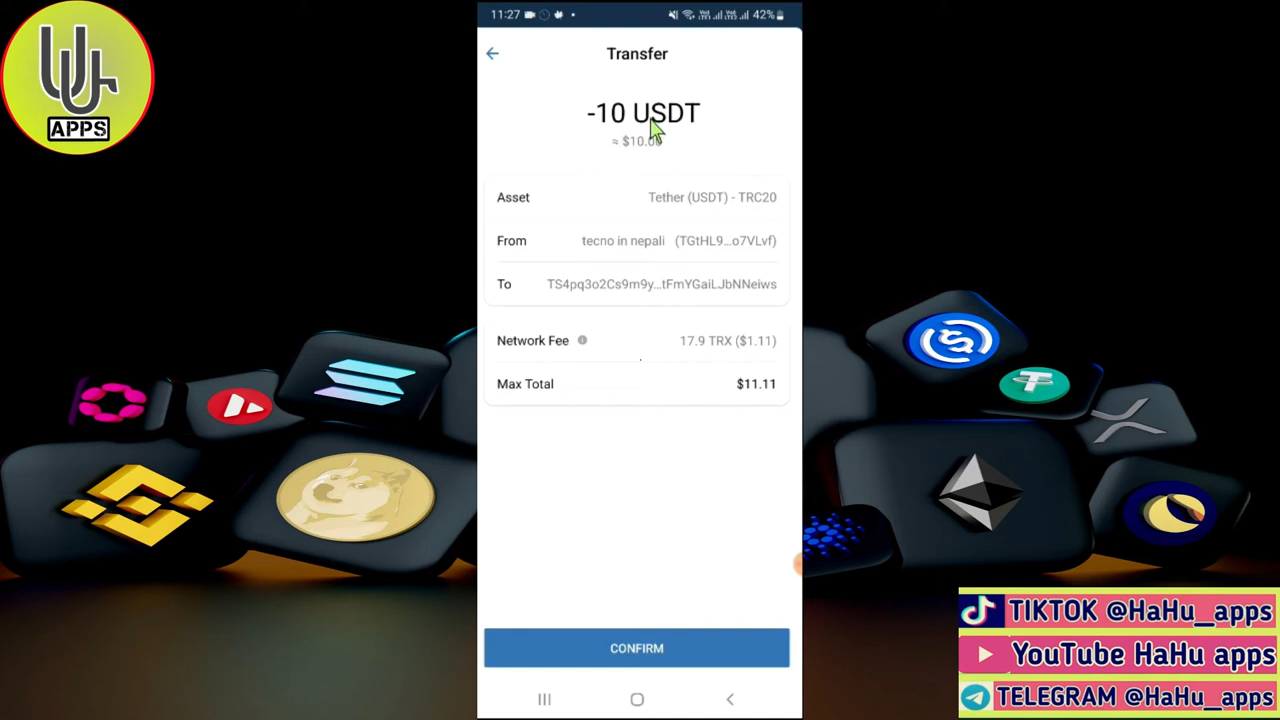 APPS
11:27
42%
Transfer
-10 USDT
≈ $10.0
Asset
Tether (USDT) - TRC20
From
tecno in nepali (TGtHL9...o7VLvf)
To
TS4pq3o2Cs9m9y...tFmYGaiLJbNNeiws
Network Fee
17.9 TRX ($1.11)
Max Total
$11.11
CONFIRM
TIKTOK @HaHu_apps
YouTube HaHu apps
TELEGRAM @HaHu_apps